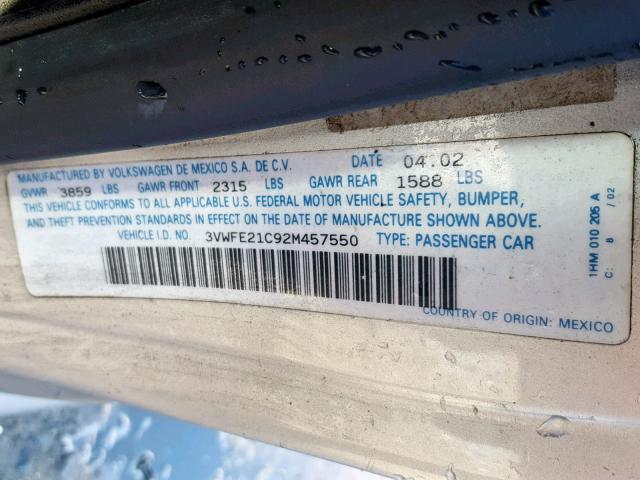 MANUFACTURED BY VOLKSWAGEN DE MEXICO S.A. DE C.V. DATE 04.02
GVWR 3859 LBS GAWR FRONT 2315 LBS GAWR REAR 1588 LBS
THIS VEHICLE CONFORMS TO ALL APPLICABLE U.S. FEDERAL MOTOR VEHICLE SAFETY, BUMPER,
AND THEFT PREVENTION STANDARDS IN EFFECT ON THE DATE OF MANUFACTURE SHOWN ABOVE.
VEHICLE I.D. NO. 3VWFE21C92M457550 TYPE: PASSENGER CAR
COUNTRY OF ORIGIN: MEXICO
1HM 010 205 A
C: 8 / 02